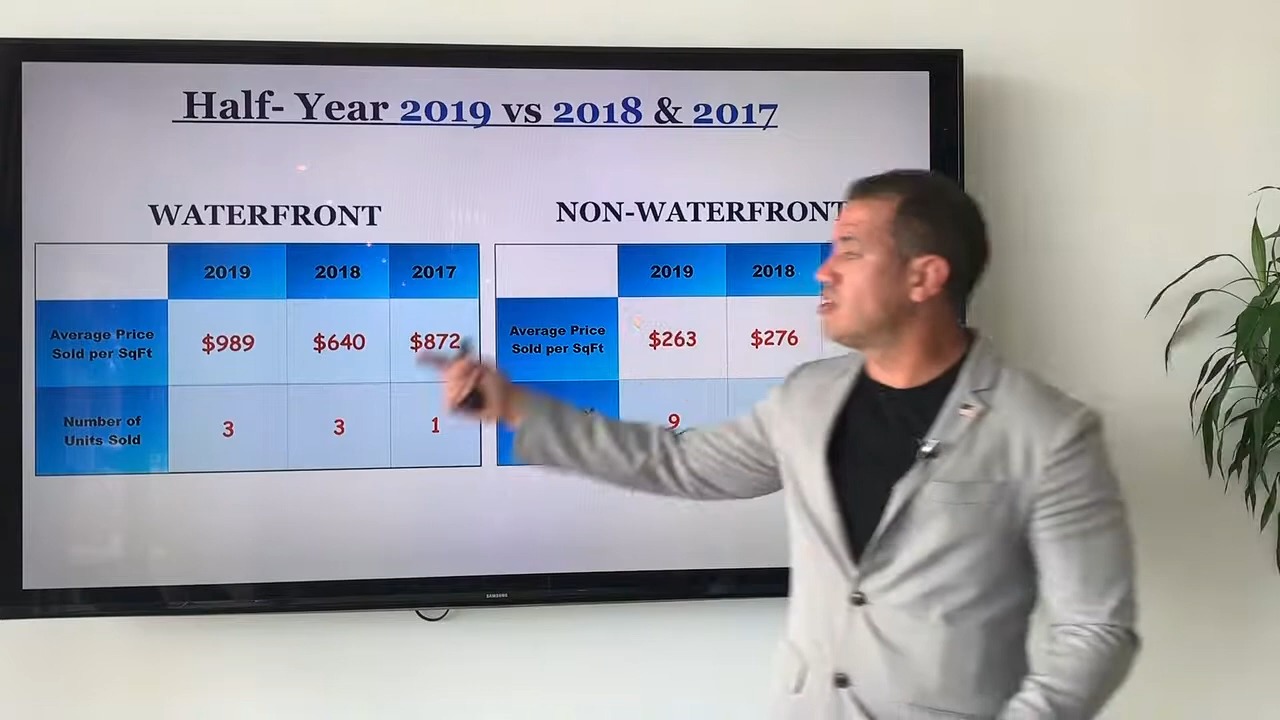 Half- Year 2019 vs 2018 & 2017
WATERFRONT
2019 2018 2017
Average Price
Sold per SqFt
$989 $640 $872
Number of
Units Sold
3 3 1
NON-WATERFRONT
2019 2018
Average Price
Sold per SqFt
$263 $276
9
SAMSUNG